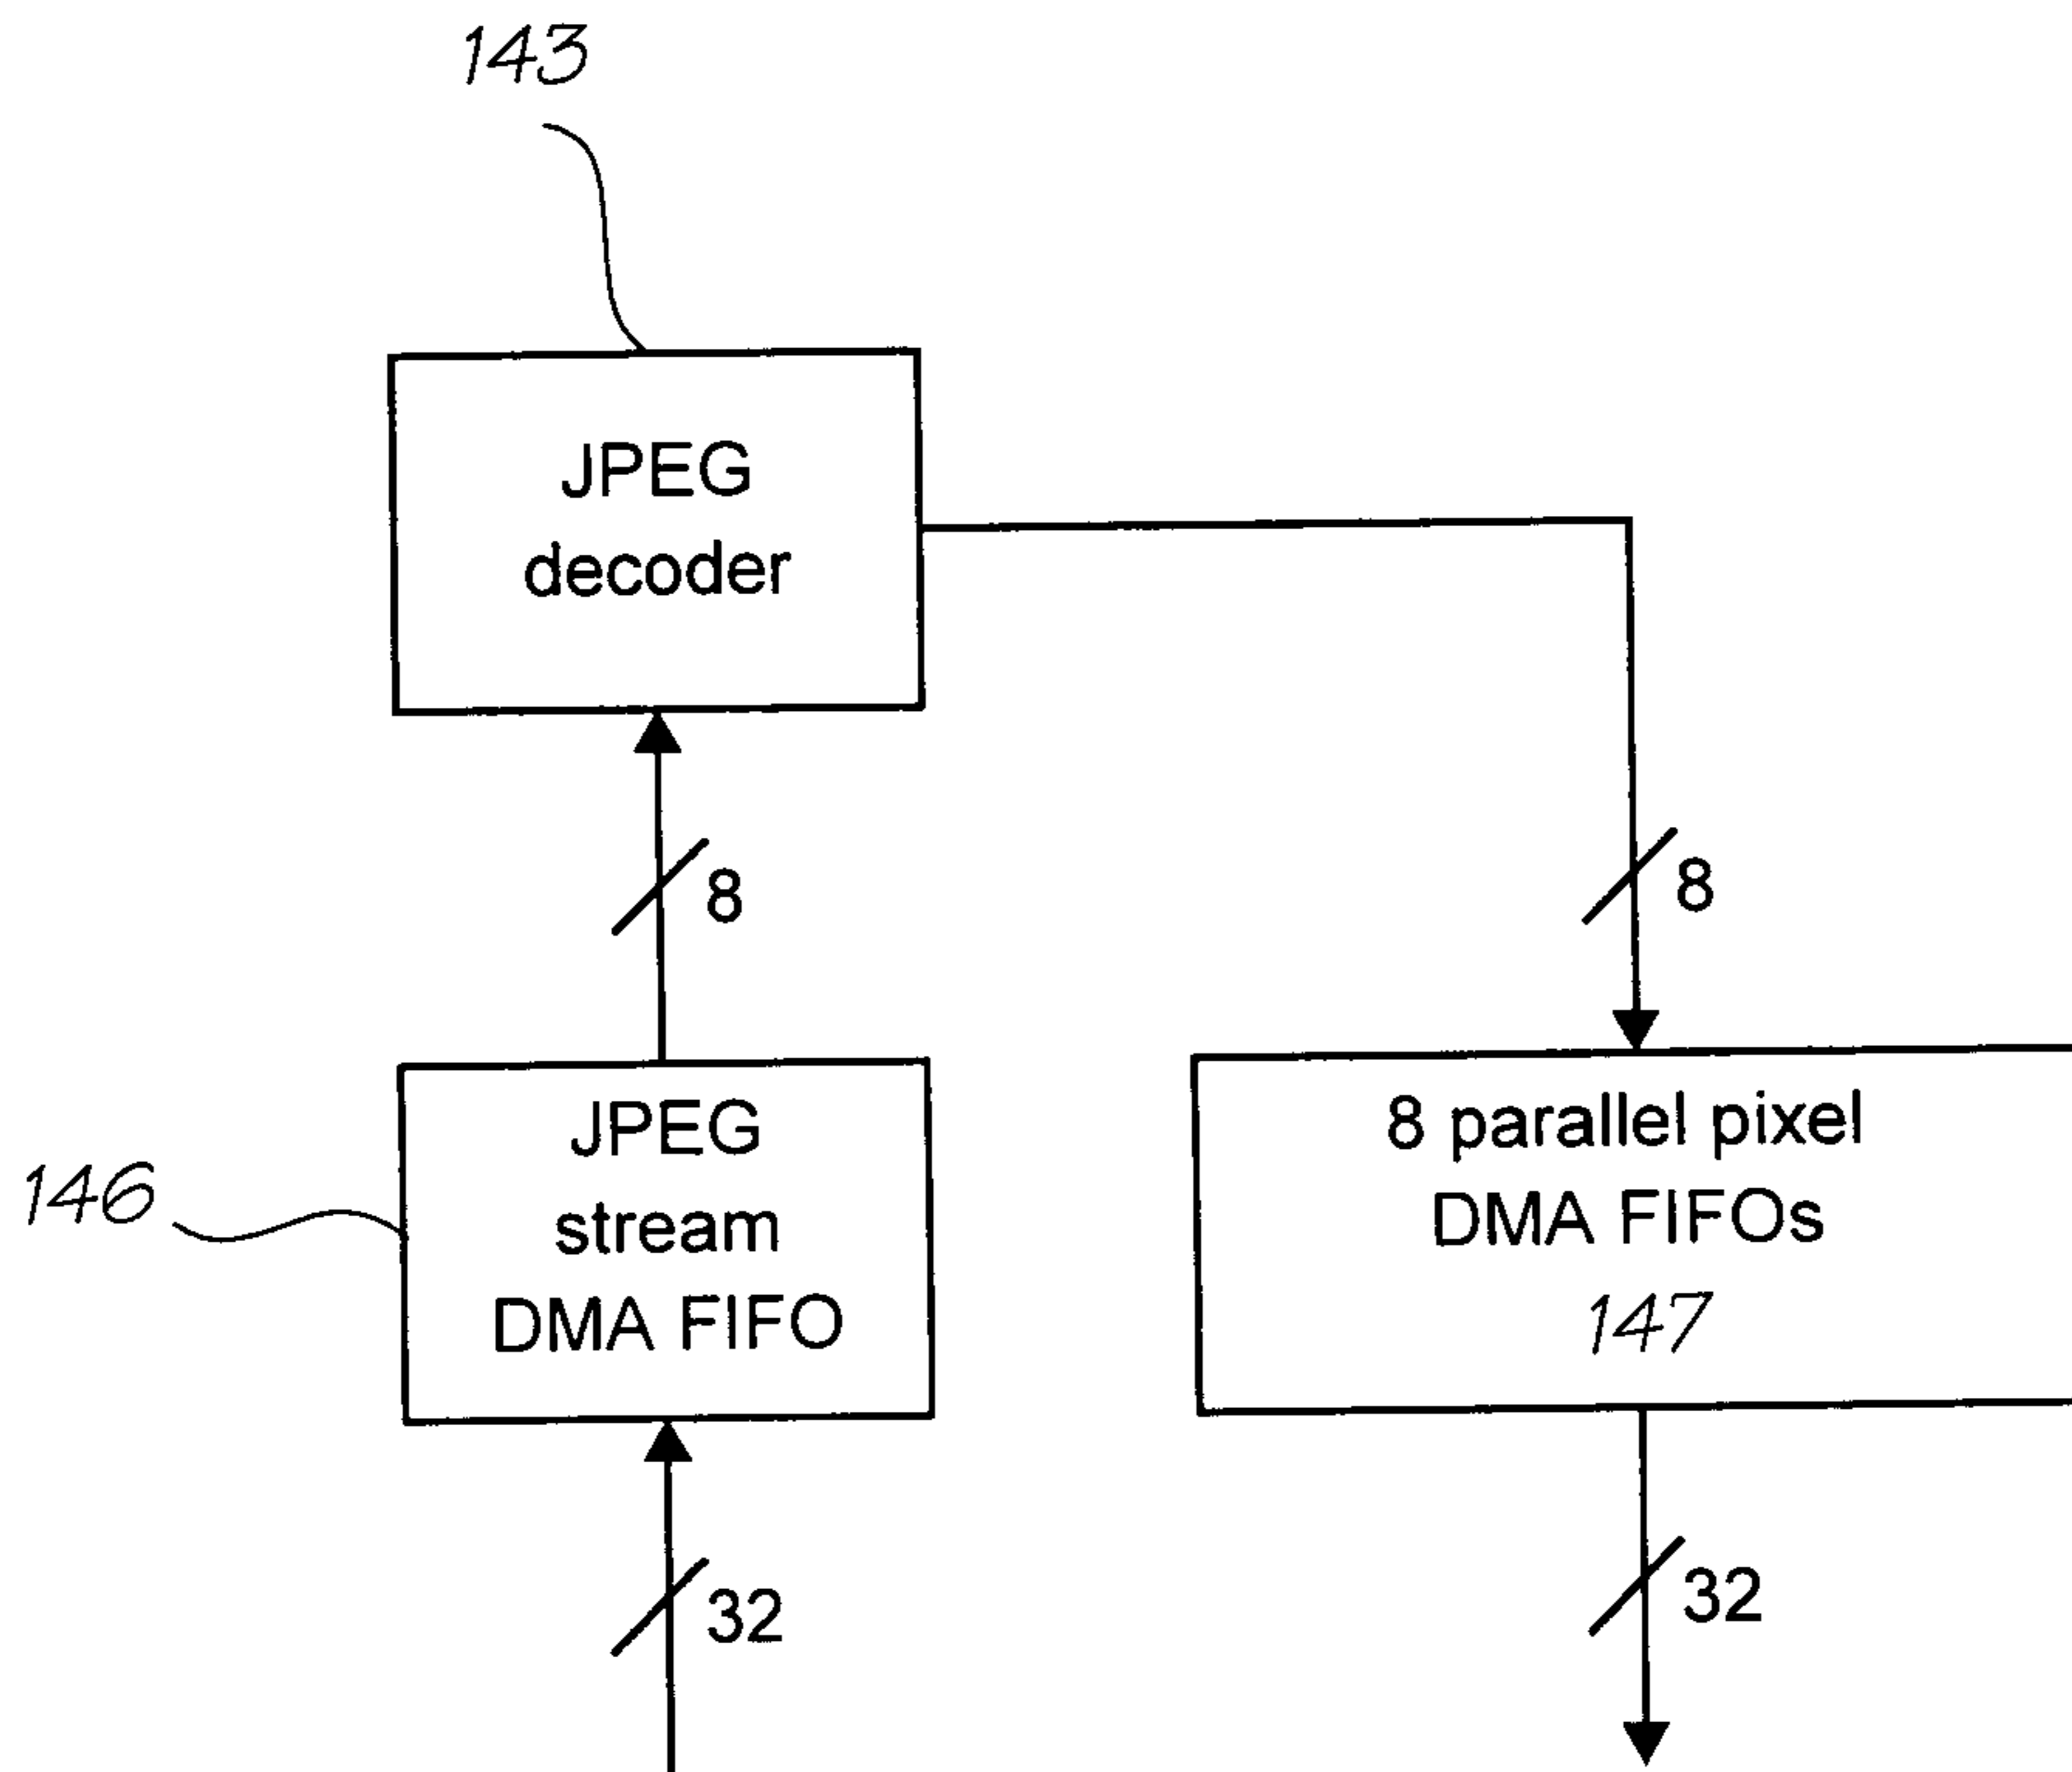 143
JPEG
decoder
8
8
JPEG
stream
DMA FIFO
146
8 parallel pixel
DMA FIFOs
147
32
32